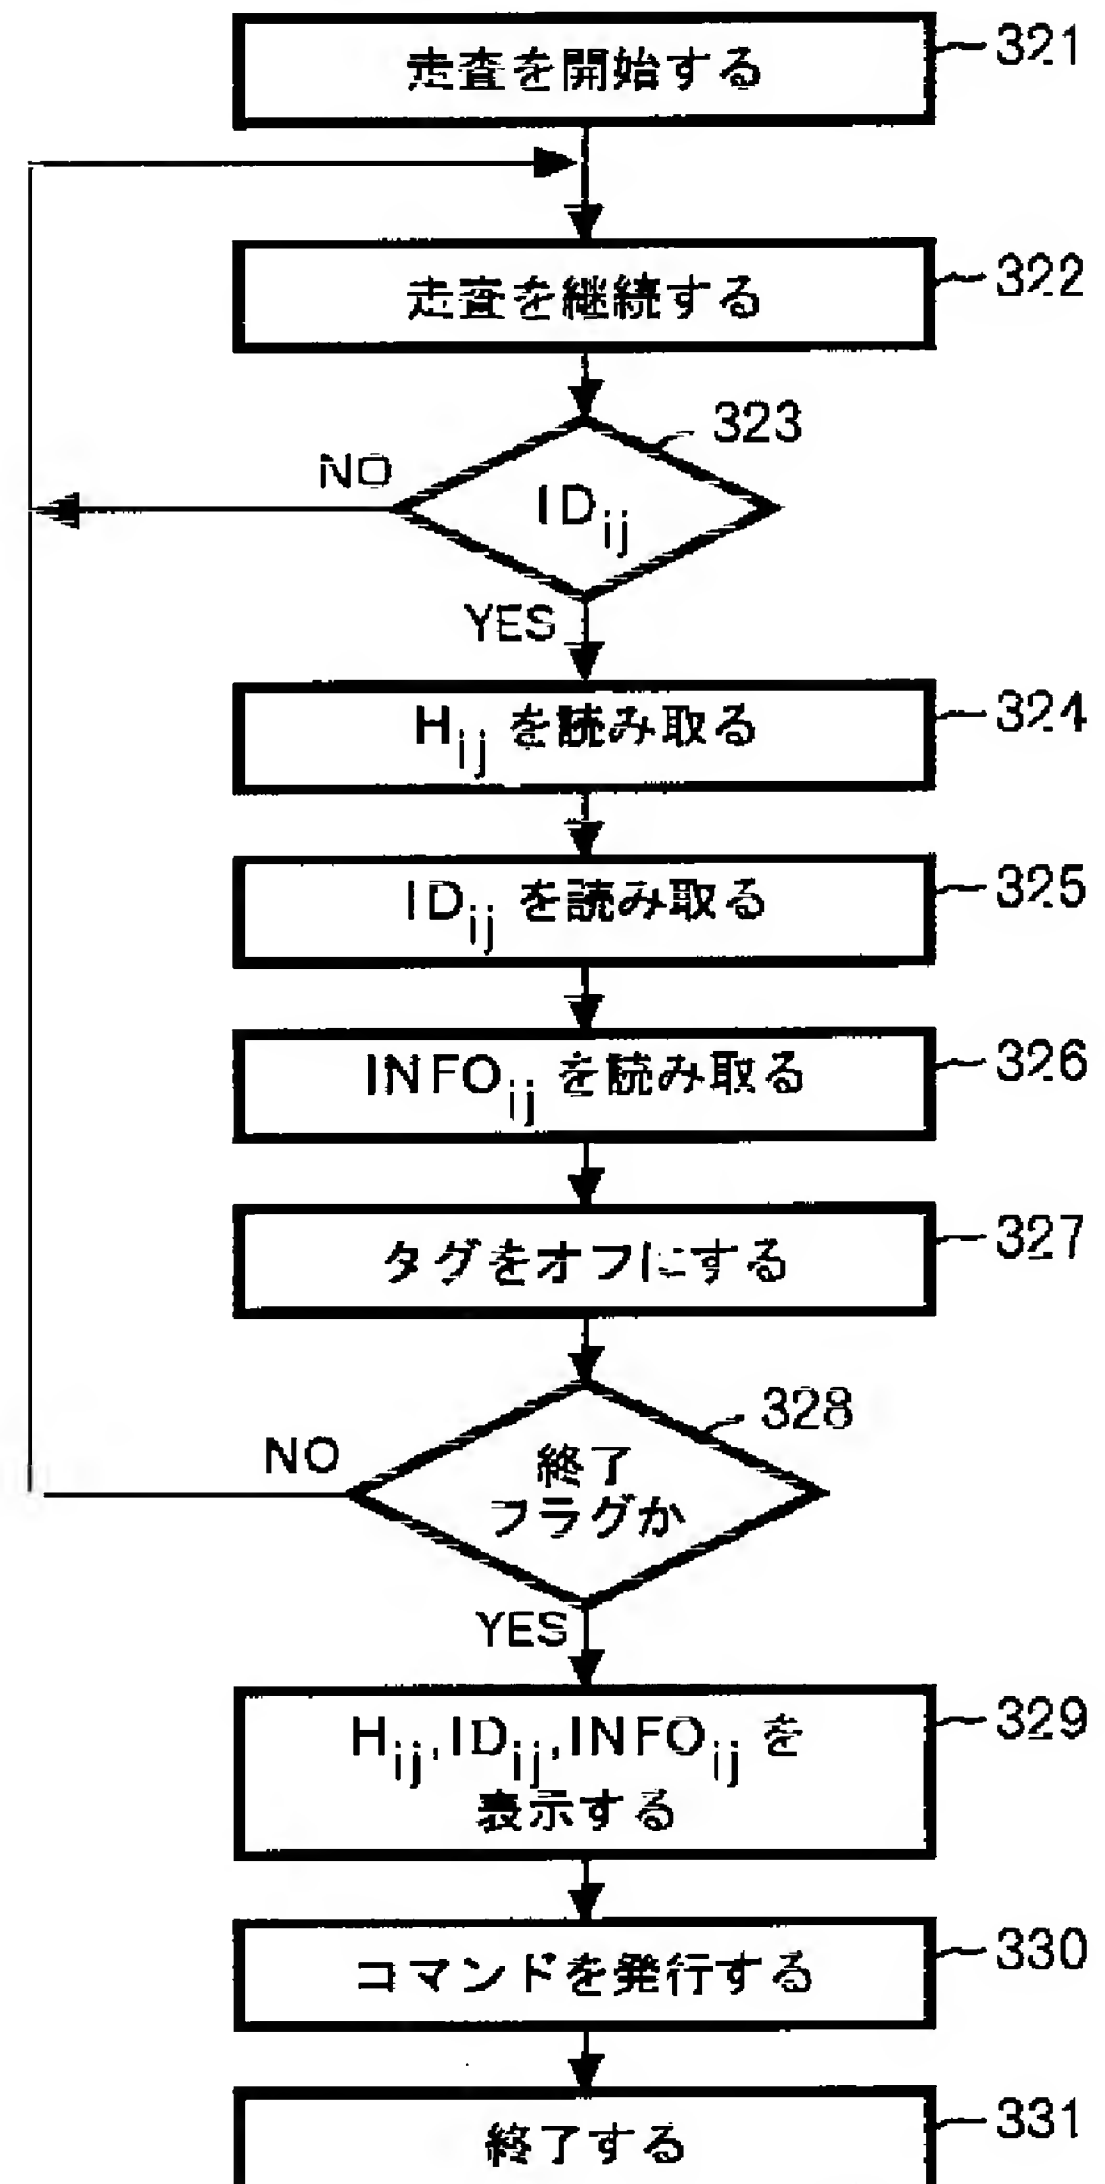 走査を開始する
321
走査を継続する
322
323
NO
IDij
YES
Hij を読み取る
324
IDij を読み取る
325
INFOij を読み取る
326
タグをオフにする
327
328
NO
終了
フラグか
YES
Hij,IDij,INFOij を
表示する
329
コマンドを発行する
330
終了する
331